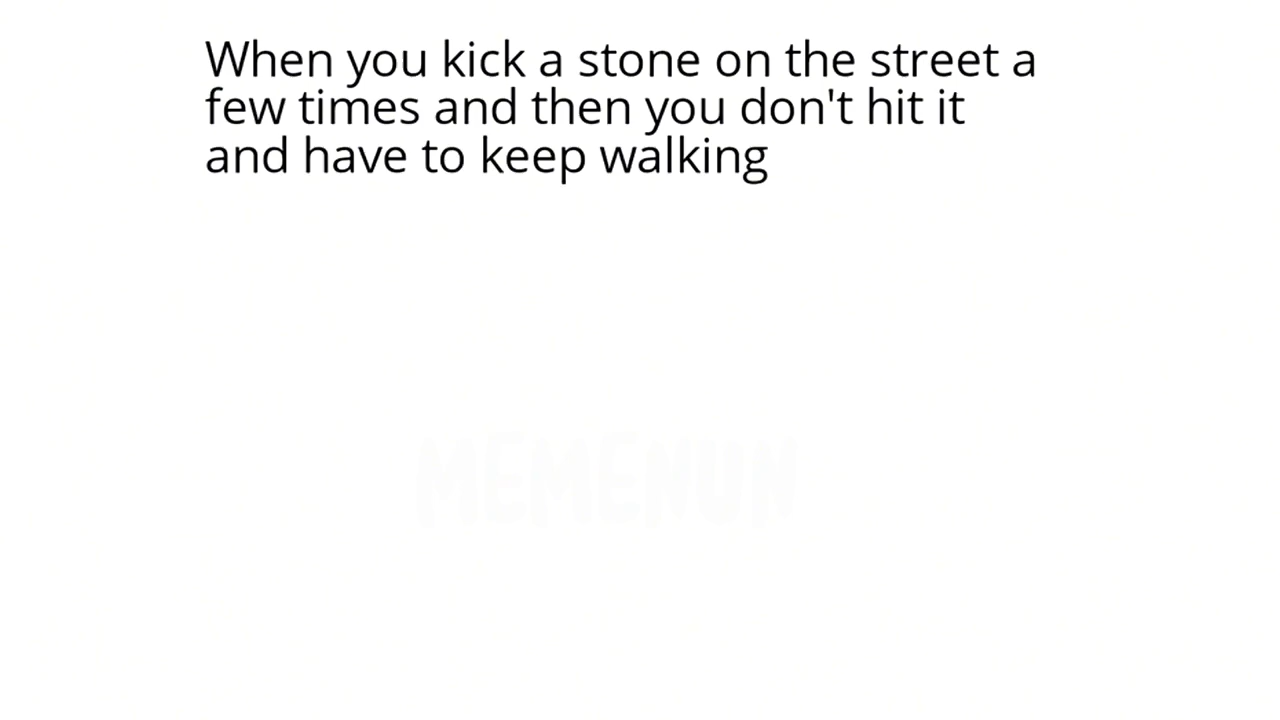 When you kick a stone on the street a
few times and then you don't hit it
and have to keep walking
MEMENUN